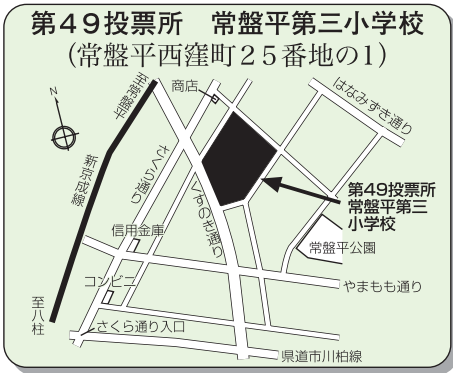 第49投票所　常盤平第三小学校
(常盤平西窪町25番地の1)
至常盤平
商店
はなみずき通り
N
新京成線
さくら通り
くすのき通り
第49投票所
常盤平第三
小学校
信用金庫
常盤平公園
コンビニ
やまもも通り
至八柱
さくら通り入口
県道市川柏線